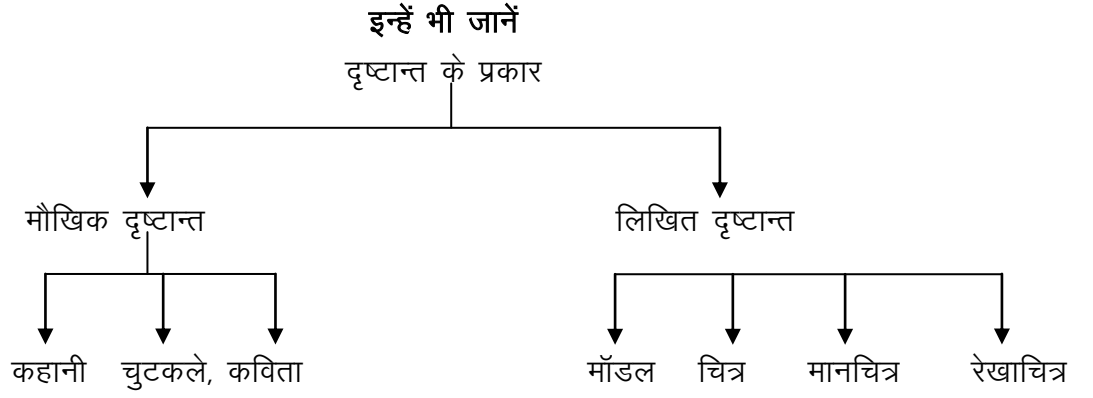 इन्हें भी जानें
दृष्टान्त के प्रकार
मौखिक दृष्टान्त लिखित दृष्टान्त
कहानी चुटकले, कविता मॉडल चित्र मानचित्र रेखाचित्र